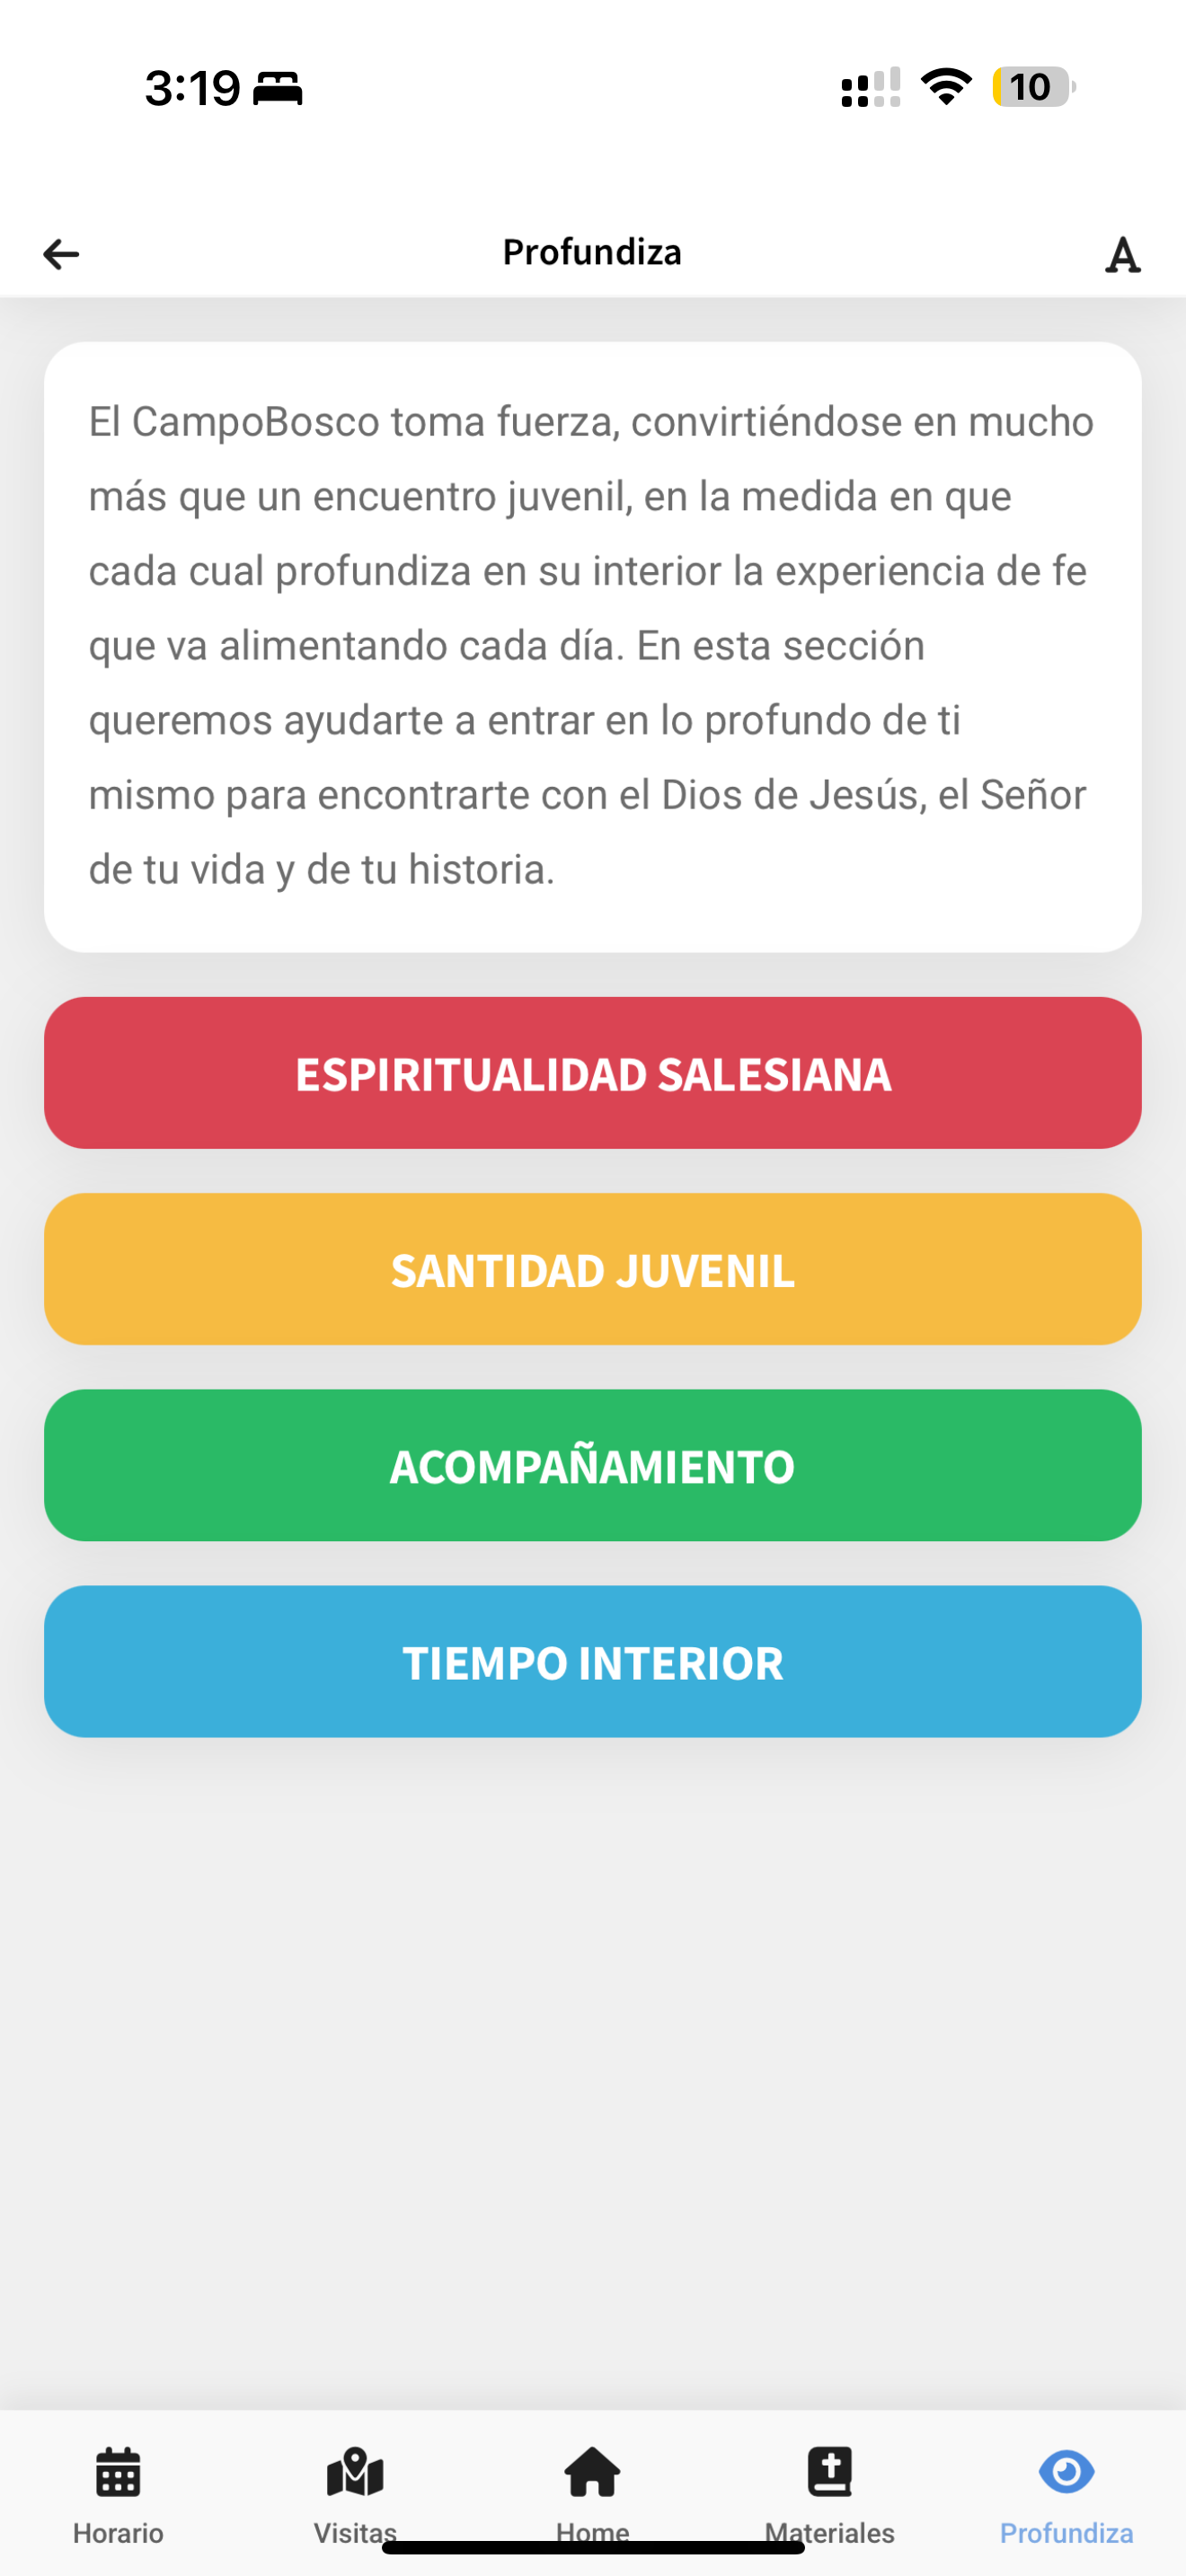 3:19
10
Profundiza
A
El CampoBosco toma fuerza, convirtiéndose en mucho
más que un encuentro juvenil, en la medida en que
cada cual profundiza en su interior la experiencia de fe
que va alimentando cada día. En esta sección
queremos ayudarte a entrar en lo profundo de ti
mismo para encontrarte con el Dios de Jesús, el Señor
de tu vida y de tu historia.
ESPIRITUALIDAD SALESIANA
SANTIDAD JUVENIL
ACOMPAÑAMIENTO
TIEMPO INTERIOR
Horario
Visitas
Home
Materiales
Profundiza